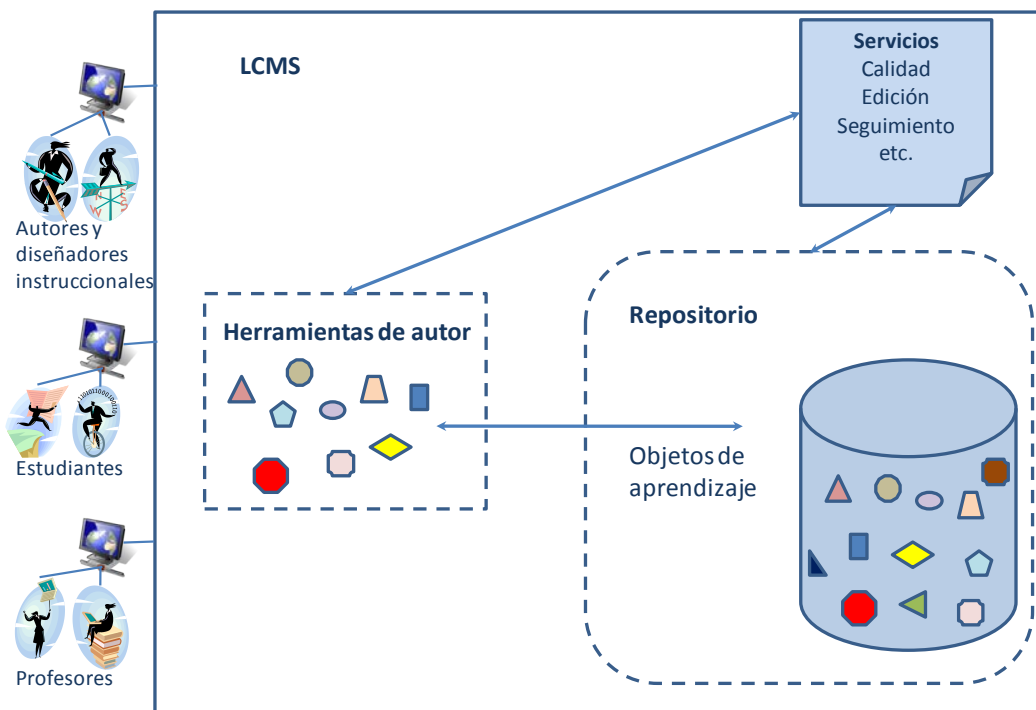 LCMS
Servicios
Calidad
Edición
Seguimiento
etc.
Autores y
diseñadores
instruccionales
Herramientas de autor
Repositorio
Objetos de
aprendizaje
Estudiantes
Profesores